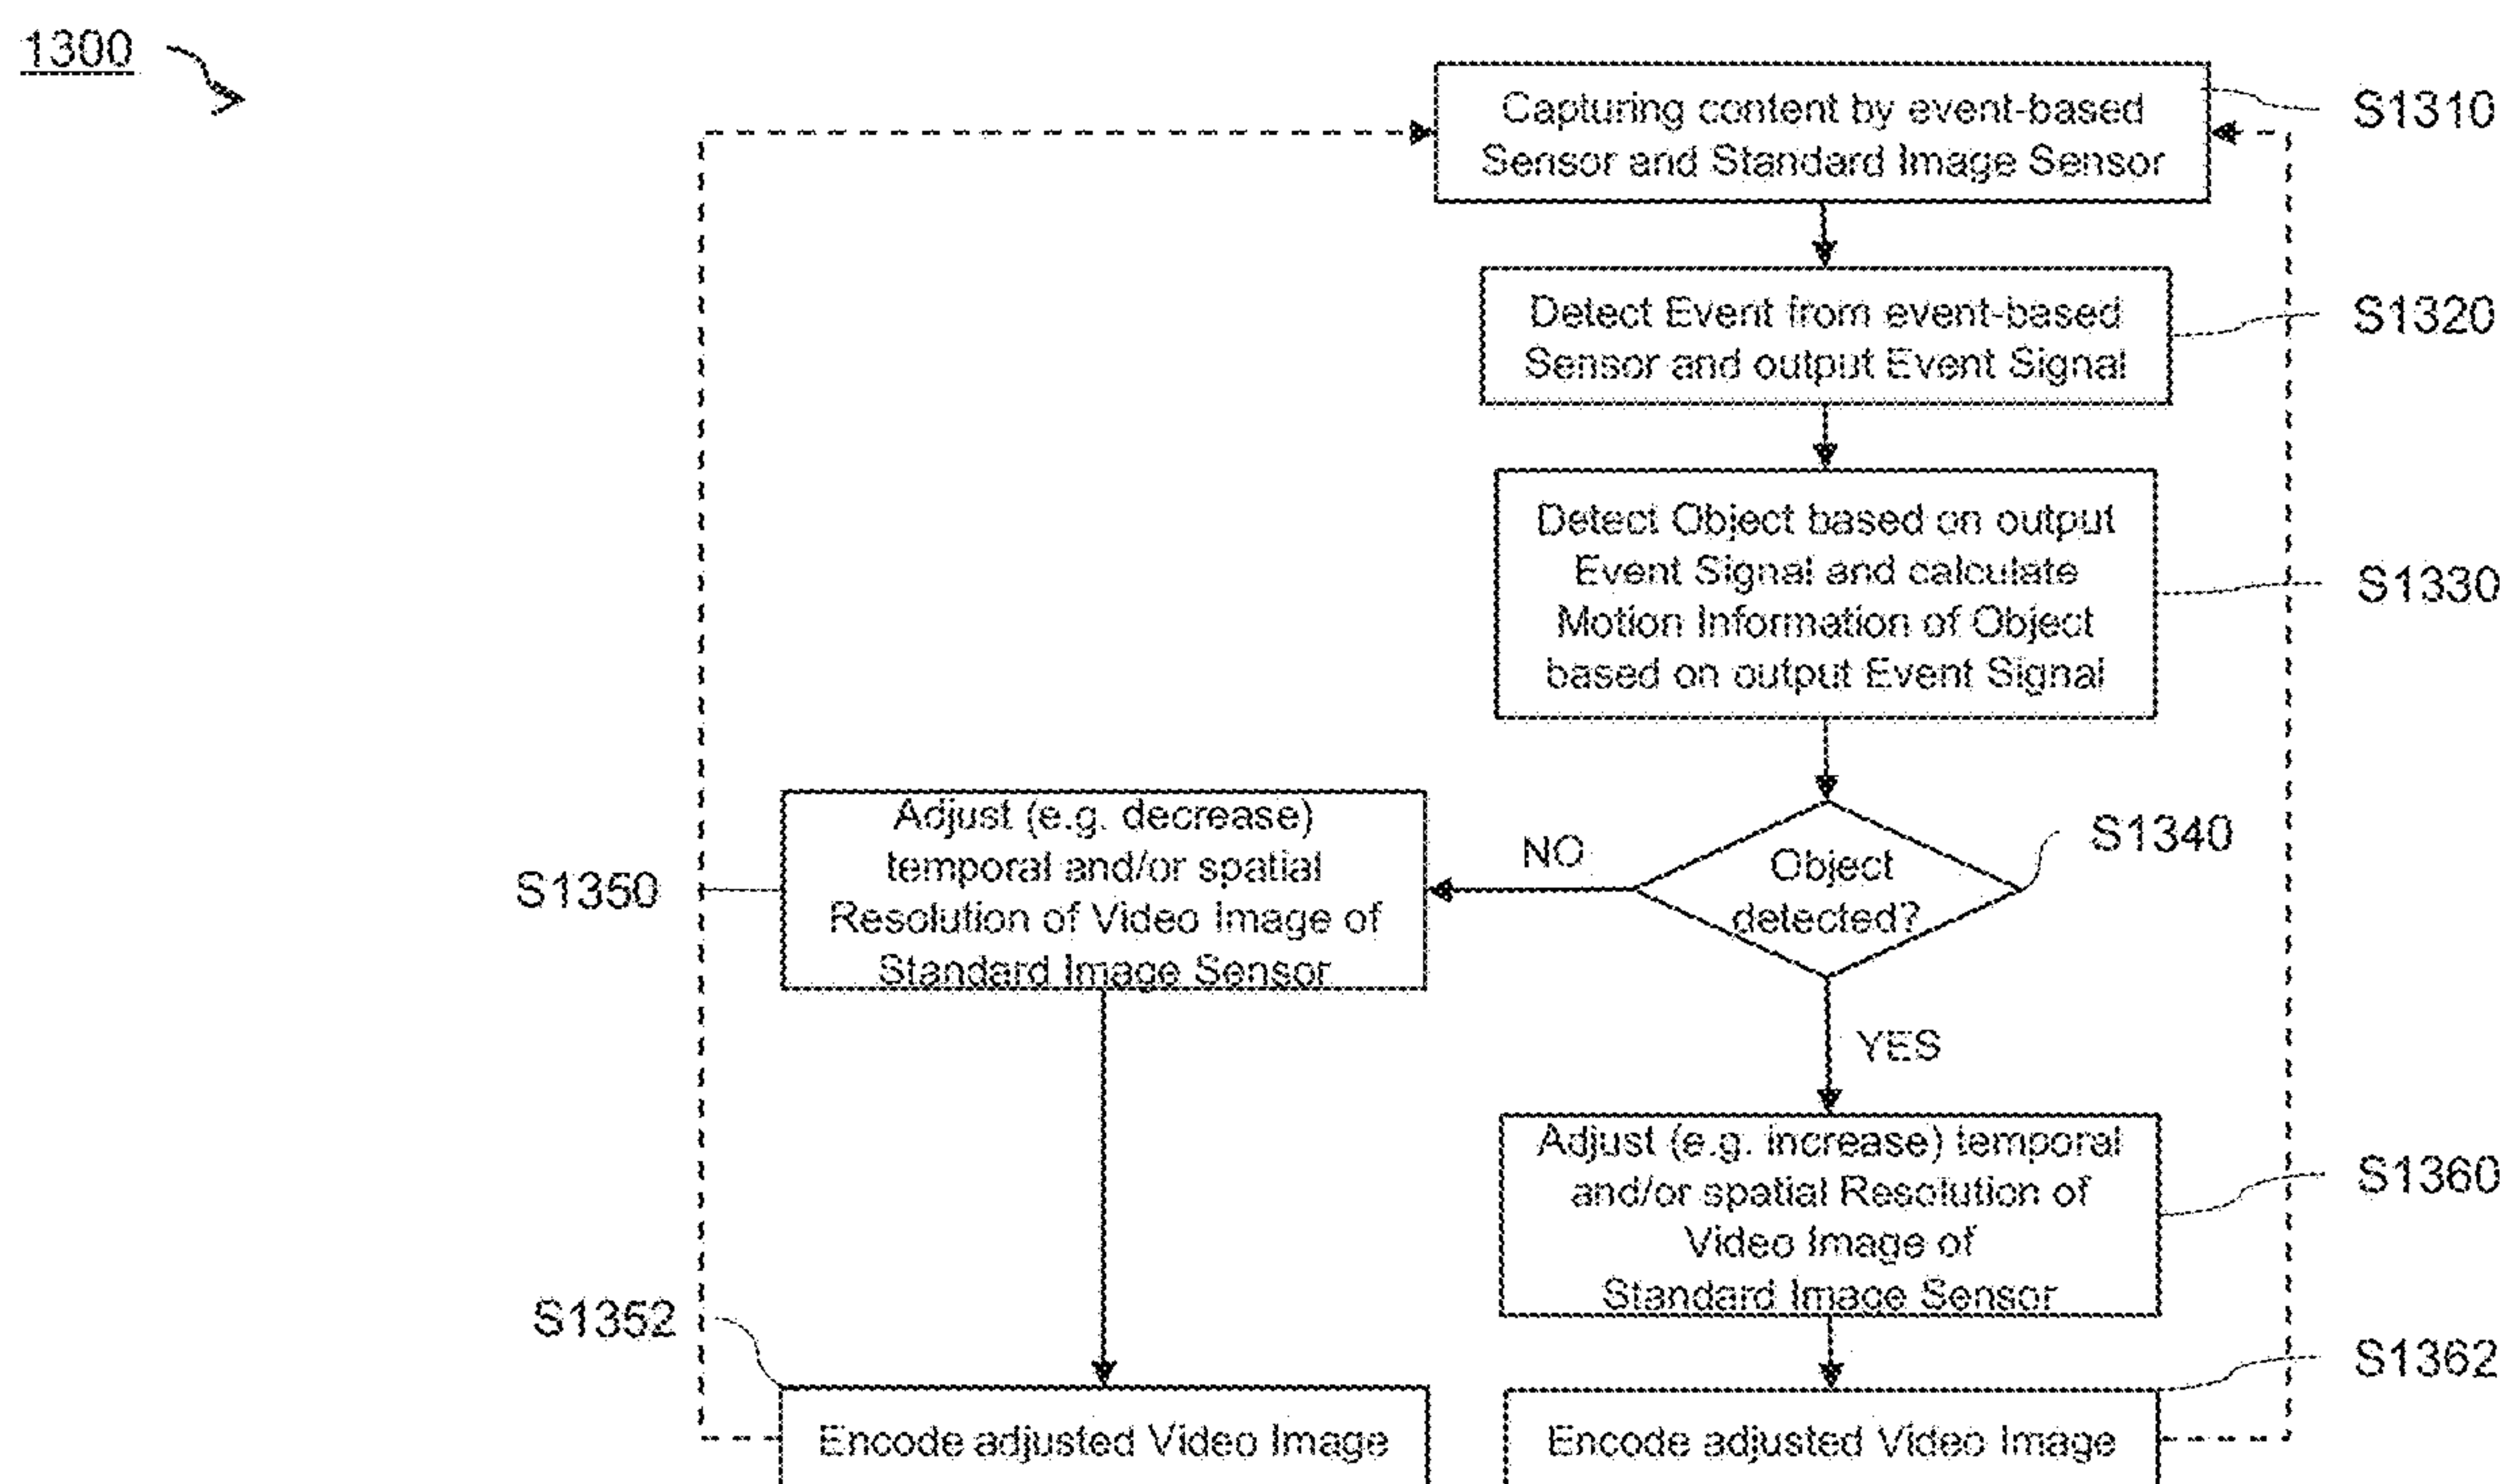 1300
Capturing content by event-based
Sensor and Standard Image Sensor
S1310
Detect Event from event-based
Sensor and output Event Signal
S1320
Detect Object based on output
Event Signal and calculate
Motion Information of Object
based on output Event Signal
S1330
Object
detected?
S1340
NO
Adjust (e.g. decrease)
temporal and/or spatial
Resolution of Video Image of
Standard Image Sensor
S1350
YES
Adjust (e.g. increase) temporal
and/or spatial Resolution of
Video Image of
Standard Image Sensor
S1360
S1352
Encode adjusted Video Image
S1362
Encode adjusted Video Image